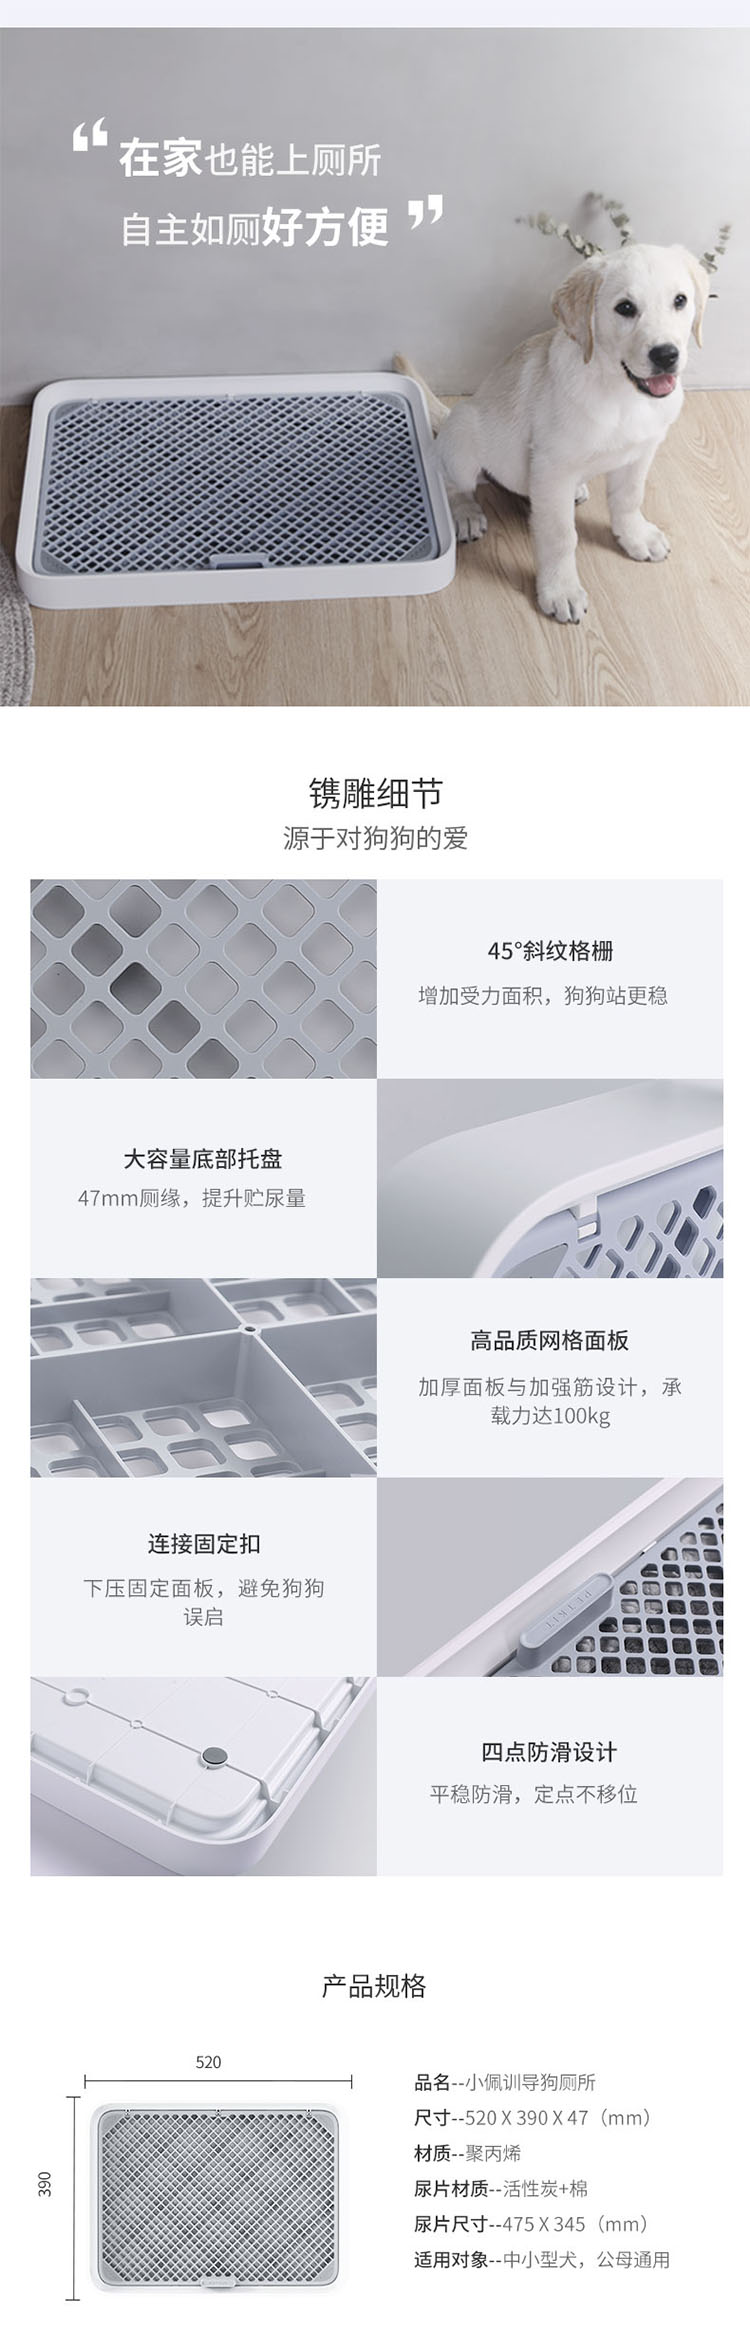 “在家也能上厕所
自主如厕好方便”
镌雕细节
源于对狗狗的爱
45°斜纹格栅
增加受力面积，狗狗站更稳
大容量底部托盘
47mm厕缘，提升贮尿量
高品质网格面板
加厚面板与加强筋设计，承
载力达100kg
连接固定扣
下压固定面板，避免狗狗
误启
PETKIT
四点防滑设计
平稳防滑，定点不移位
产品规格
520
390
品名--小佩训导狗厕所
尺寸--520 X 390 X 47（mm）
材质--聚丙烯
尿片材质--活性炭+棉
尿片尺寸--475 X 345（mm）
适用对象--中小型犬，公母通用